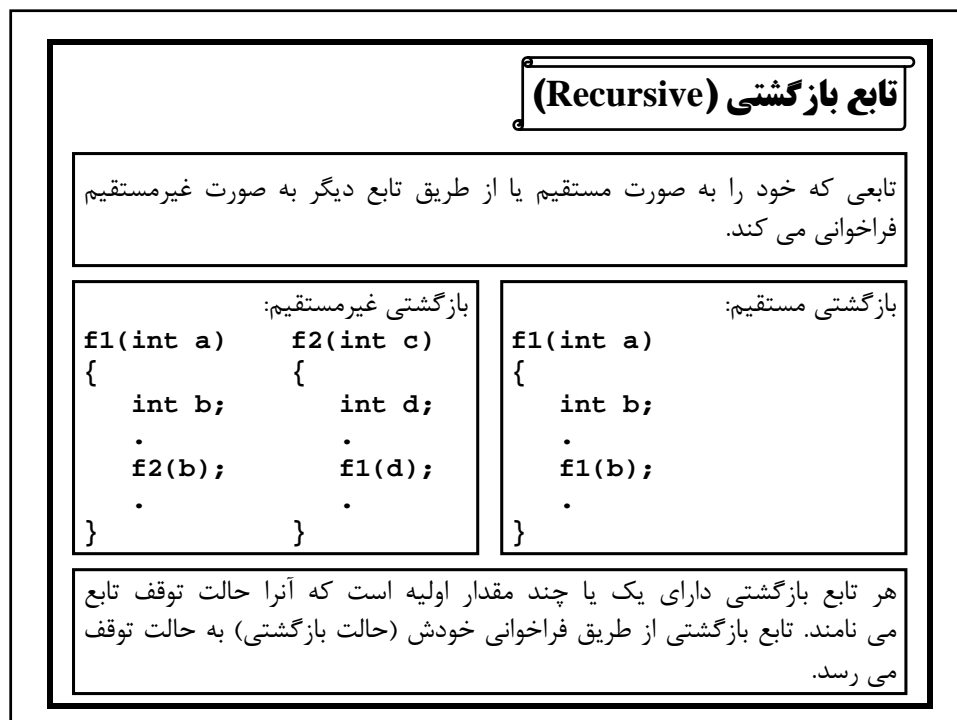 تابع بازگشتی (Recursive)
تابعی که خود را به صورت مستقیم یا از طریق تابع دیگر به صورت غیرمستقیم
فراخوانی می کند.
بازگشتی مستقیم:
f1(int a)
{
int b;
.
f1(b);
.
}
بازگشتی غیرمستقیم:
f1(int a) f2(int c)
{ {
int b; int d;
. .
f2(b); f1(d);
. .
} }
هر تابع بازگشتی دارای یک یا چند مقدار اولیه است که آنرا حالت توقف تابع
می نامند. تابع بازگشتی از طریق فراخوانی خودش (حالت بازگشتی) به حالت توقف
می رسد.